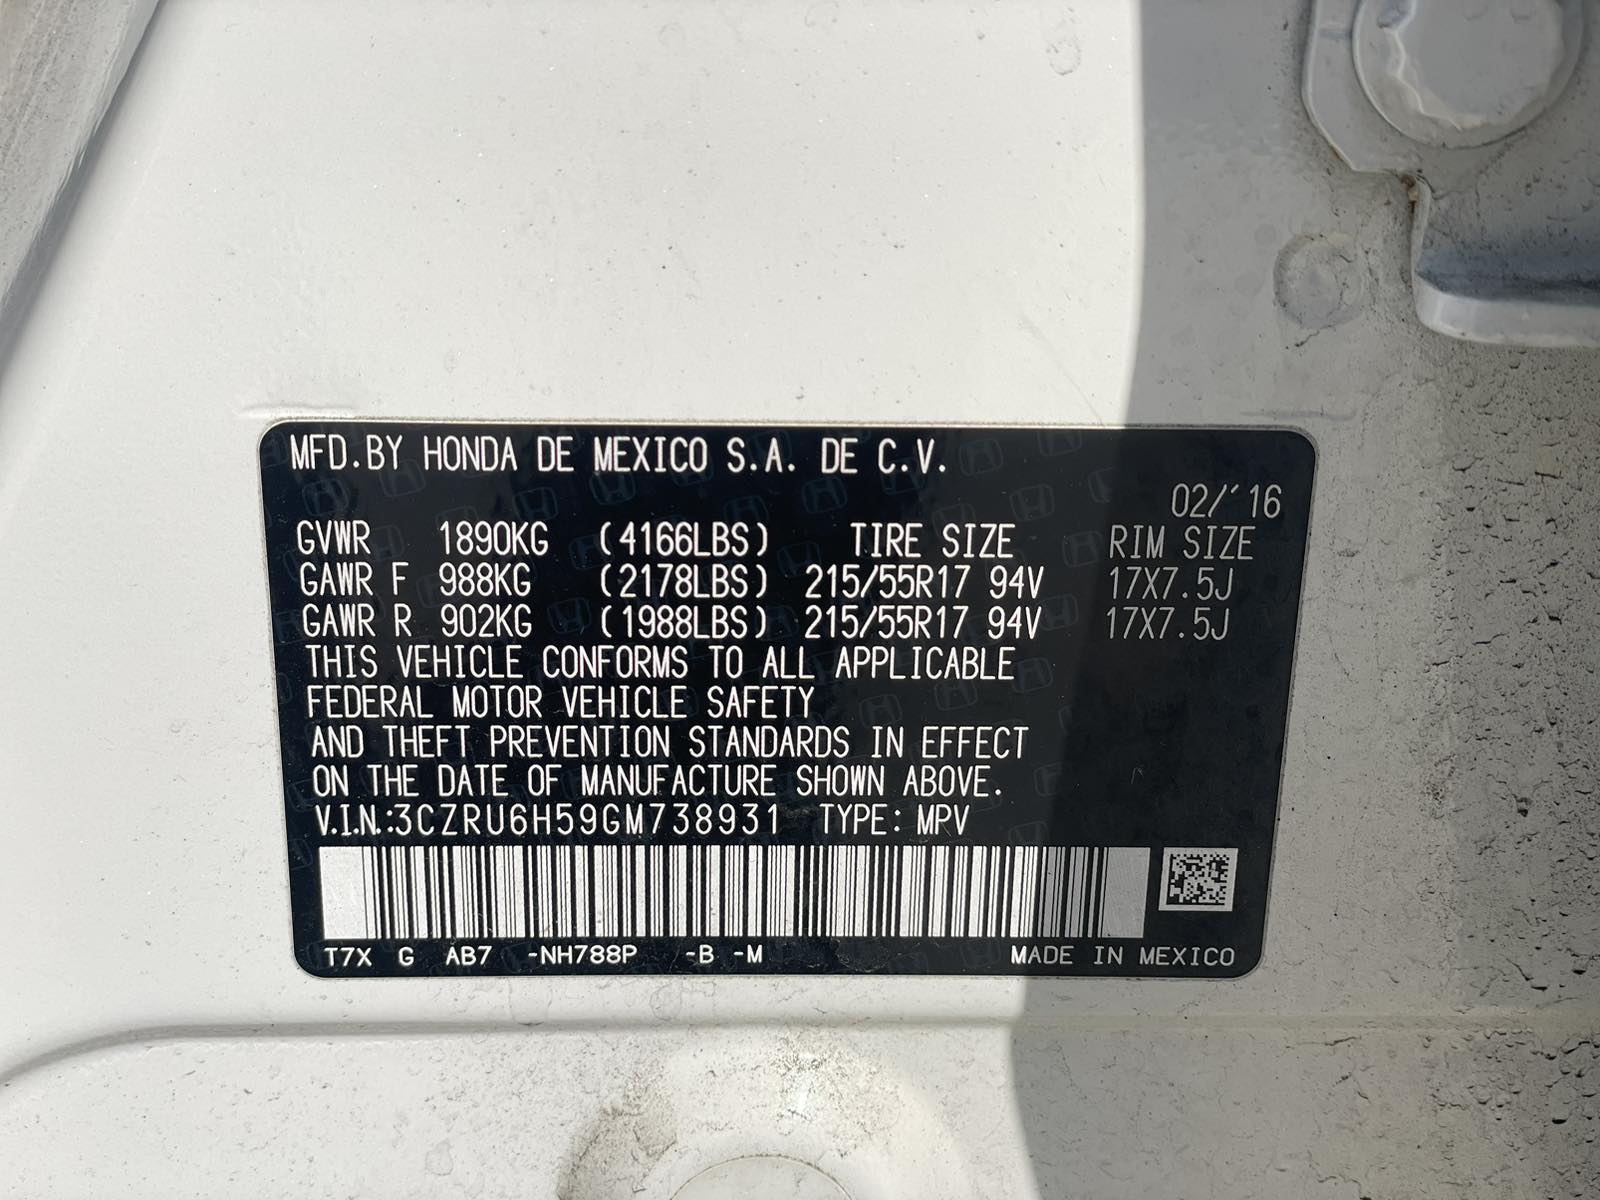 MFD.BY HONDA DE MEXICO S.A. DE C.V.
02/'16
GVWR 1890KG (4166LBS) TIRE SIZE RIM SIZE
GAWR F 988KG (2178LBS) 215/55R17 94V 17X7.5J
GAWR R 902KG (1988LBS) 215/55R17 94V 17X7.5J
THIS VEHICLE CONFORMS TO ALL APPLICABLE
FEDERAL MOTOR VEHICLE SAFETY
AND THEFT PREVENTION STANDARDS IN EFFECT
ON THE DATE OF MANUFACTURE SHOWN ABOVE.
V.I.N.:3CZRU6H59GM738931 TYPE: MPV
T7X G AB7 -NH788P -B -M MADE IN MEXICO